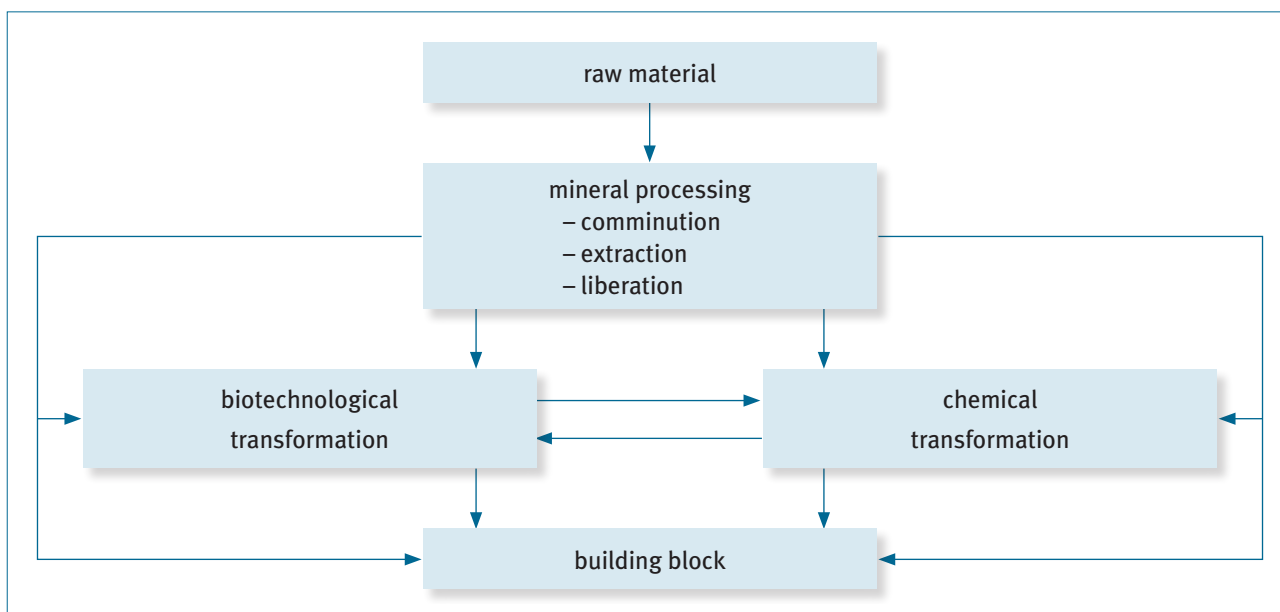 raw material
mineral processing
– comminution
– extraction
– liberation
biotechnological
transformation
chemical
transformation
building block